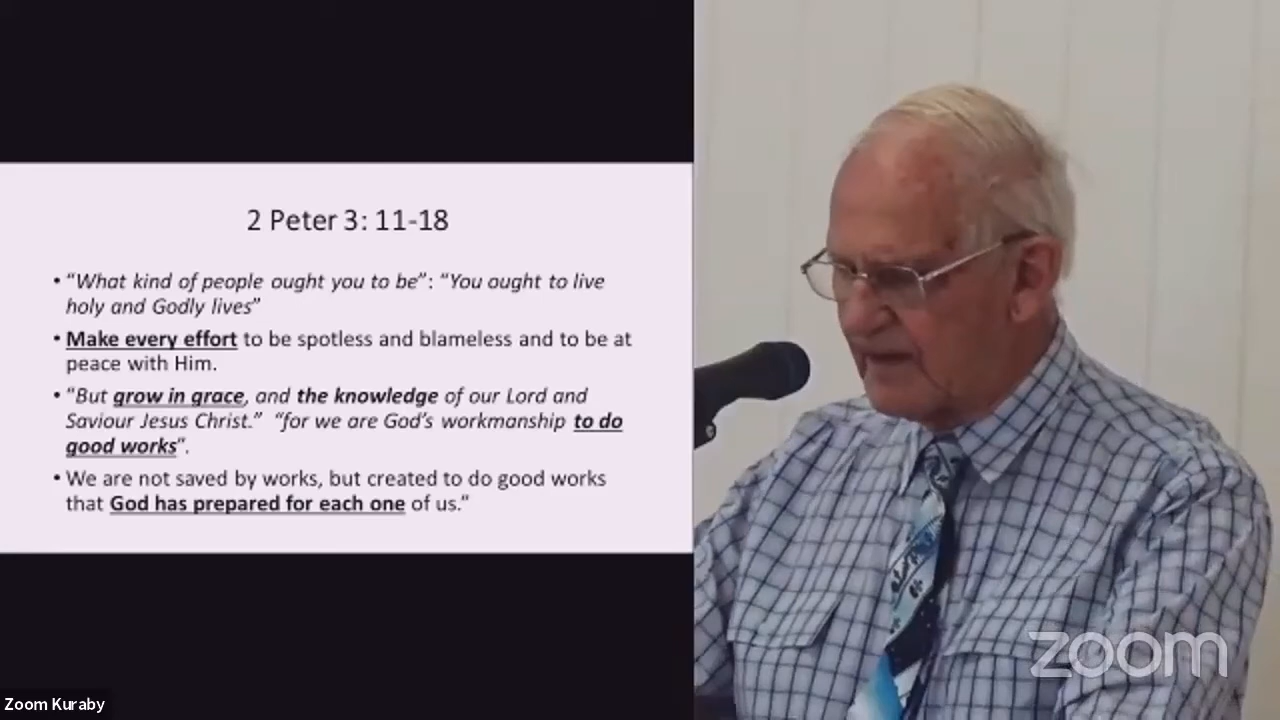 2 Peter 3: 11-18
• “What kind of people ought you to be”: “You ought to live
holy and Godly lives”
• Make every effort to be spotless and blameless and to be at
peace with Him.
• “But grow in grace, and the knowledge of our Lord and
Saviour Jesus Christ.”  “for we are God’s workmanship to do
good works”.
• We are not saved by works, but created to do good works
that God has prepared for each one of us.”
zoom
Zoom Kuraby